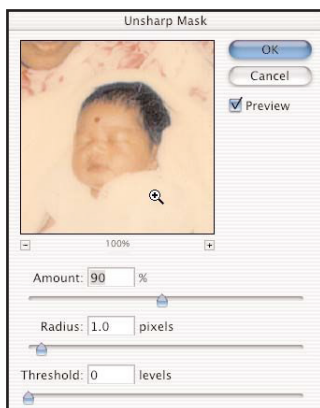 Unsharp Mask
OK
Cancel
Preview
100%
Amount: 90 %
Radius: 1.0 pixels
Threshold: 0 levels